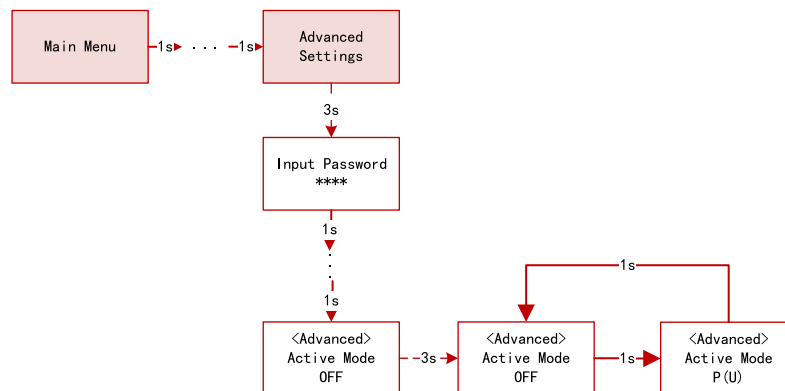 Main Menu
1s
. . .
1s
Advanced
Settings
3s
Input Password
****
1s
. . .
1s
<Advanced>
Active Mode
OFF
3s
<Advanced>
Active Mode
OFF
1s
1s
<Advanced>
Active Mode
P(U)